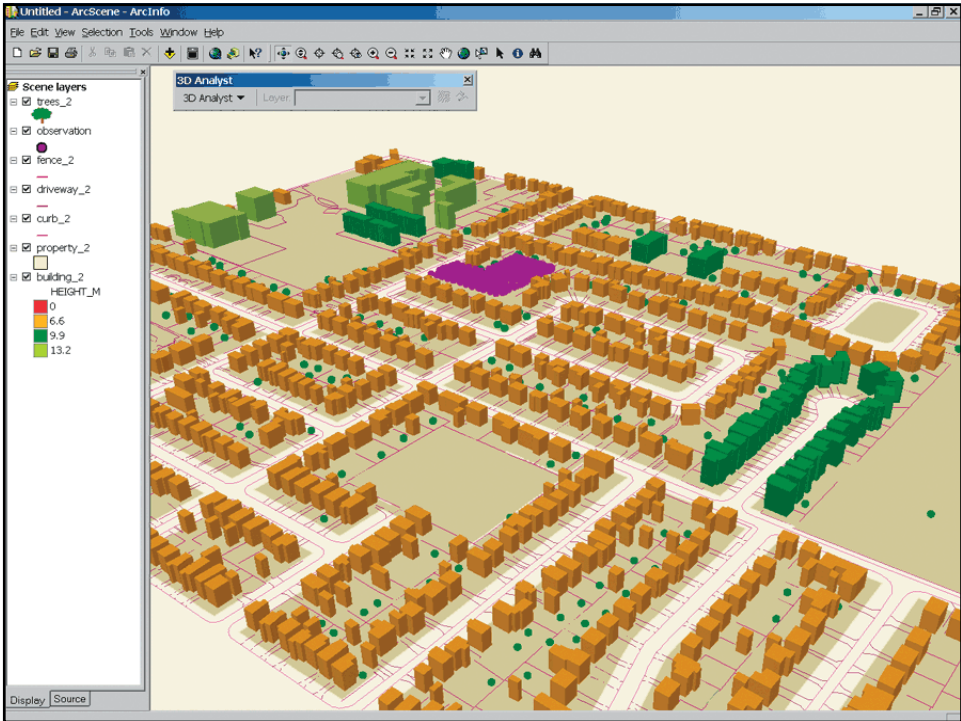 Untitled - ArcScene - ArcInfo
File Edit View Selection Tools Window Help
3D Analyst
3D Analyst Layer:
Scene layers
trees_2
observation
fence_2
driveway_2
curb_2
property_2
building_2
HEIGHT_M
0
6.6
9.9
13.2
Display Source